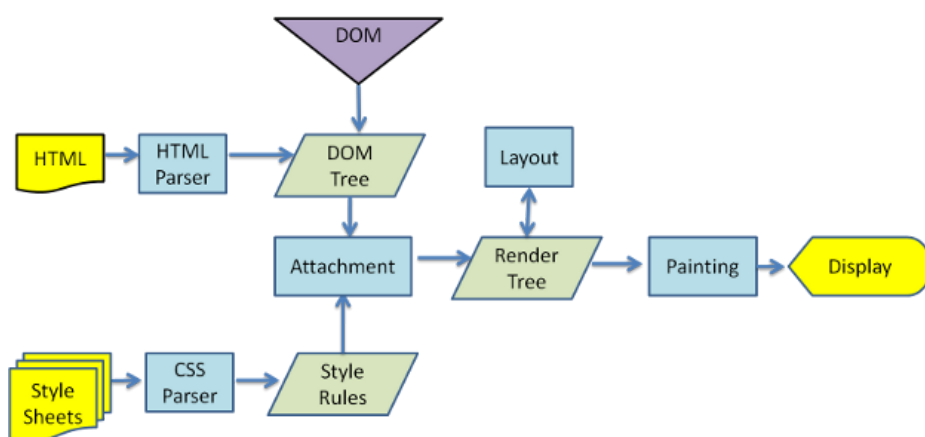 DOM
HTML
HTML
Parser
DOM
Tree
Layout
Attachment
Render
Tree
Painting
Display
Style
Sheets
CSS
Parser
Style
Rules